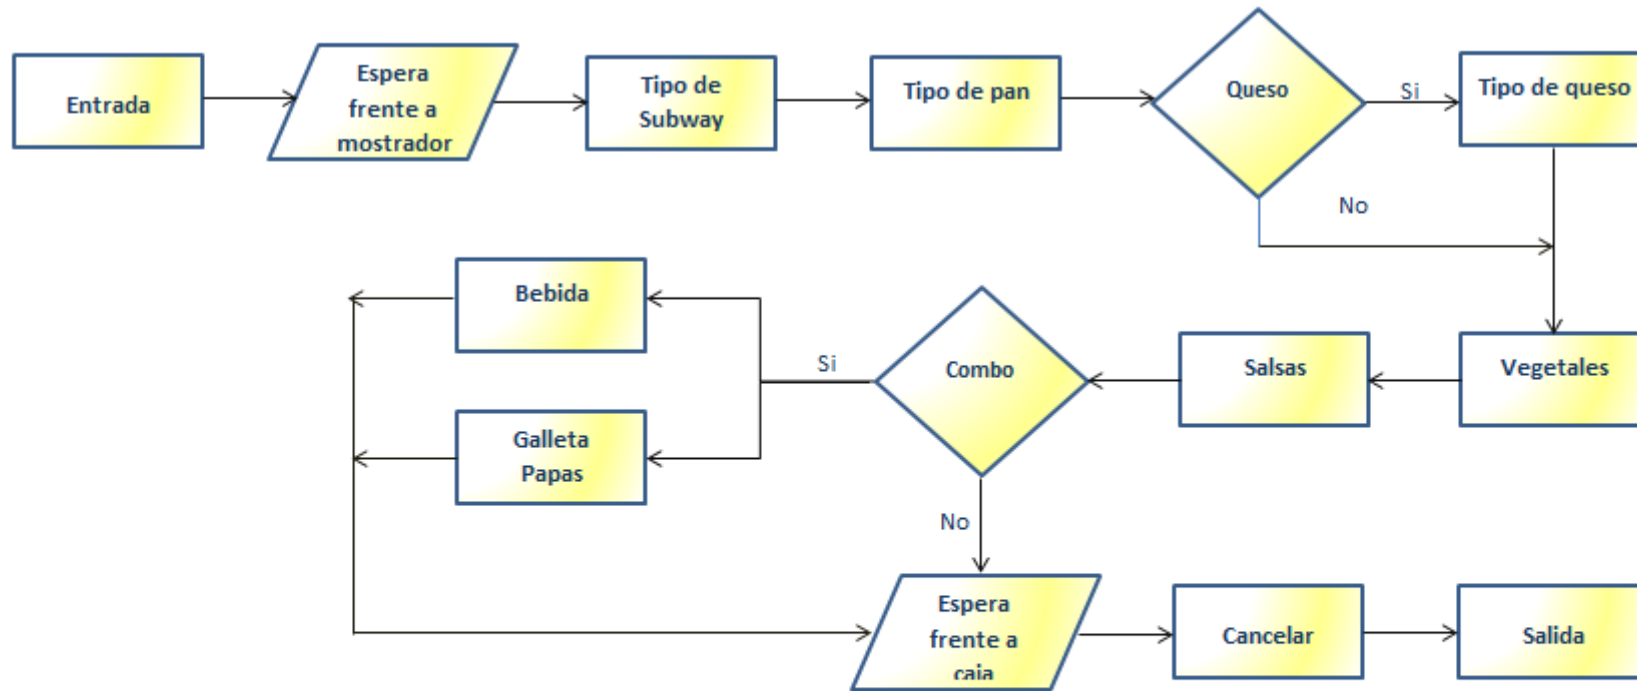 Entrada
Espera
frente a
mostrador
Tipo de
Subway
Tipo de pan
Queso
Si
Tipo de queso
No
Bebida
Si
Combo
Salsas
Vegetales
Galleta
Papas
No
Espera
frente a
caja
Cancelar
Salida